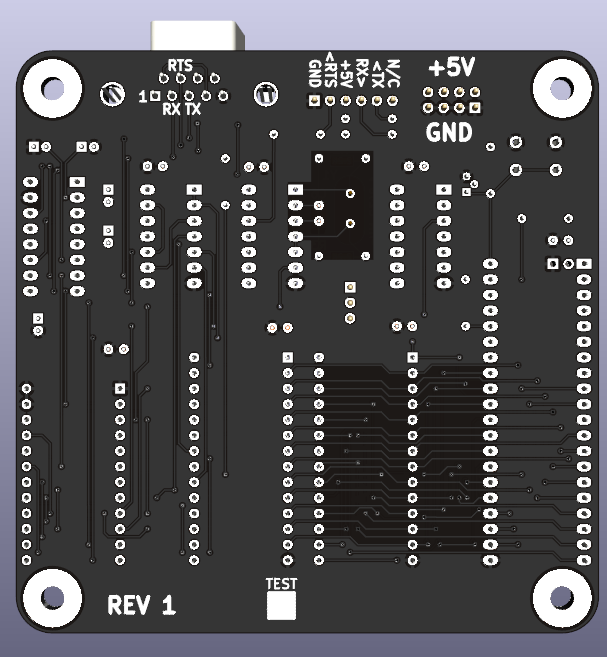 RTS
1
RX TX
GND
<RTS
+5V
RX>
<TX
N/C
+5V
GND
TEST
REV 1